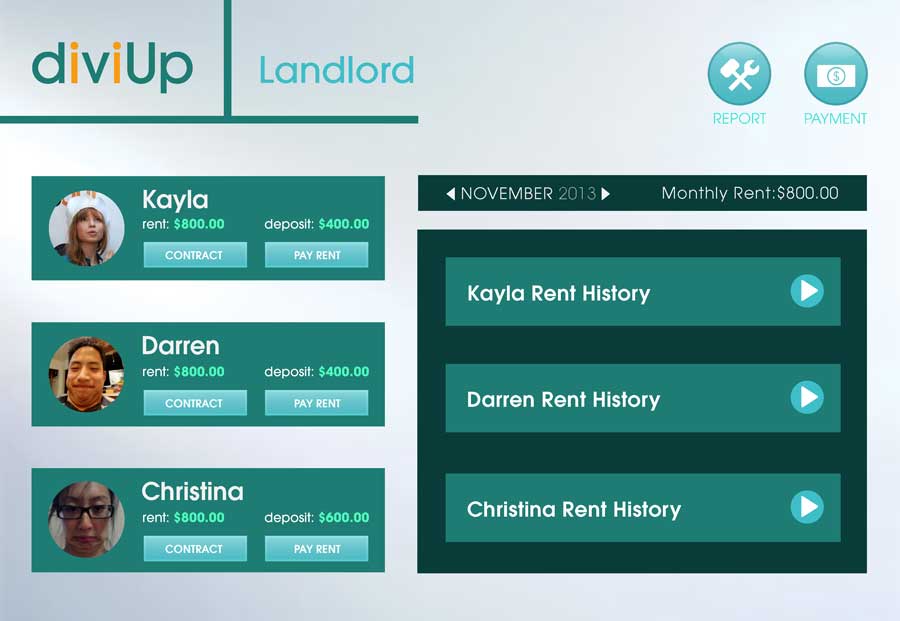 diviUp
Landlord
REPORT
PAYMENT
Kayla
rent: $800.00
deposit: $400.00
CONTRACT
PAY RENT
Darren
rent: $800.00
deposit: $400.00
CONTRACT
PAY RENT
Christina
rent: $800.00
deposit: $600.00
CONTRACT
PAY RENT
NOVEMBER 2013
Monthly Rent:$800.00
Kayla Rent History
Darren Rent History
Christina Rent History